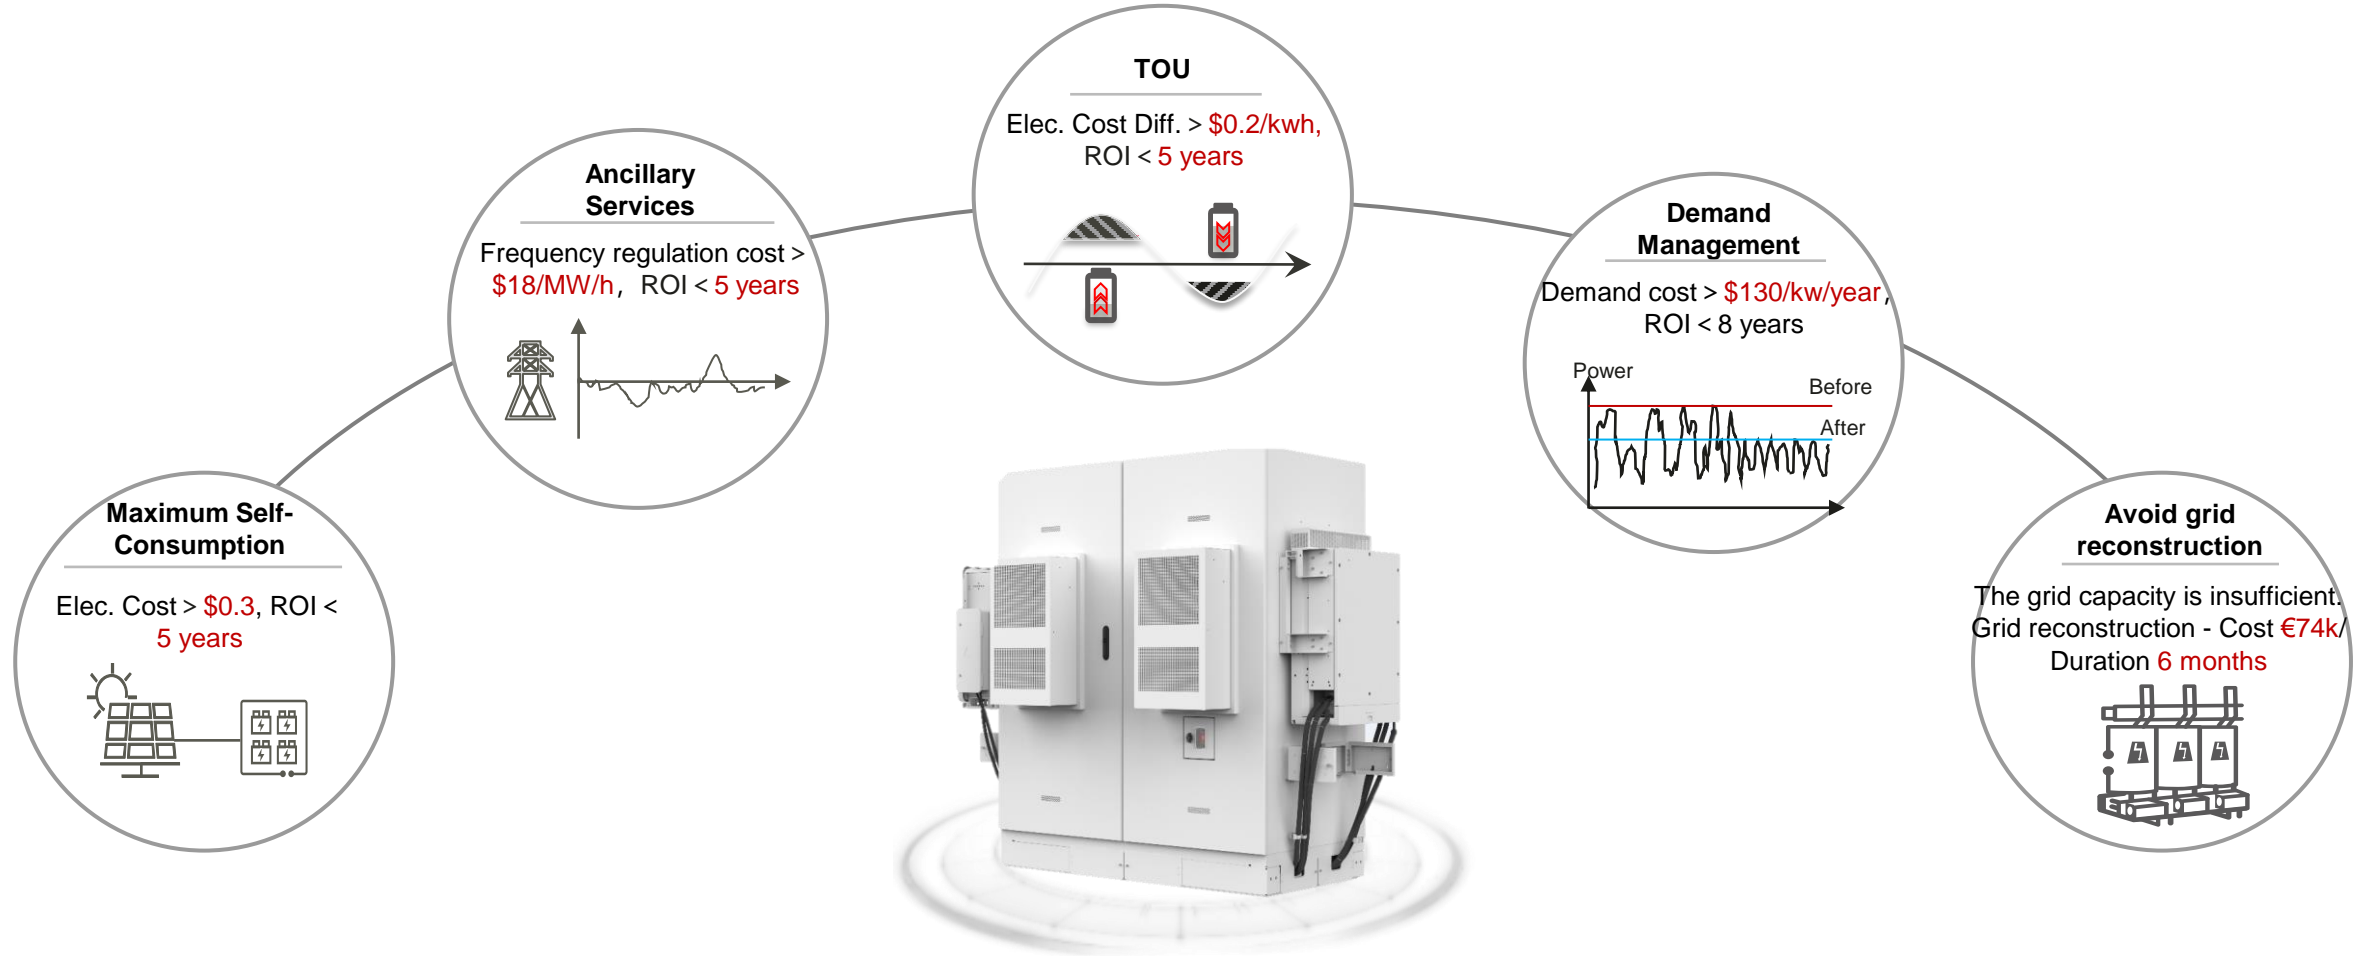 TOU
Elec. Cost Diff. > $0.2/kwh,
ROI < 5 years
Ancillary
Services
Frequency regulation cost >
$18/MW/h, ROI < 5 years
Demand
Management
Demand cost > $130/kw/year,
ROI < 8 years
Power
Before
After
Maximum Self-
Consumption
Elec. Cost > $0.3, ROI <
5 years
Avoid grid
reconstruction
The grid capacity is insufficient.
Grid reconstruction - Cost €74k/
Duration 6 months